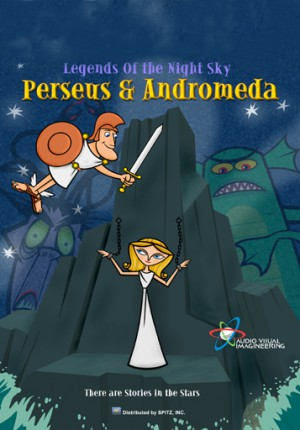 Legends Of the Night Sky
Perseus & Andromeda
AUDIO VISUAL
IMAGINEERING
There are Stories in the Stars
Distributed by SPITZ, INC.